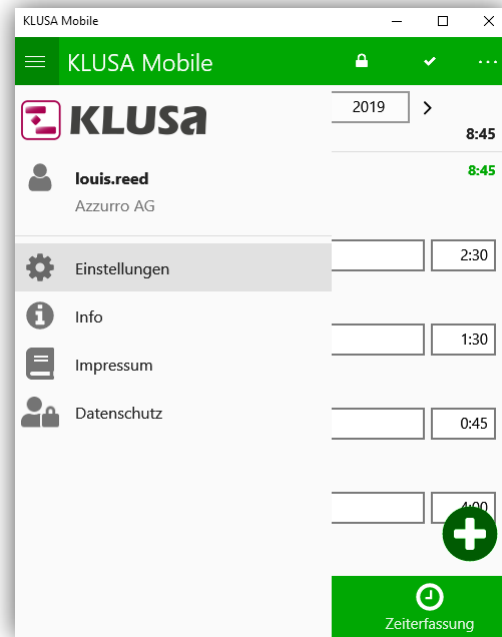 KLUSA Mobile
KLUSA Mobile
KLUSA
2019
8:45
louis.reed
8:45
Azzurro AG
Einstellungen
2:30
Info
1:30
Impressum
Datenschutz
0:45
4:00
Zeiterfassung